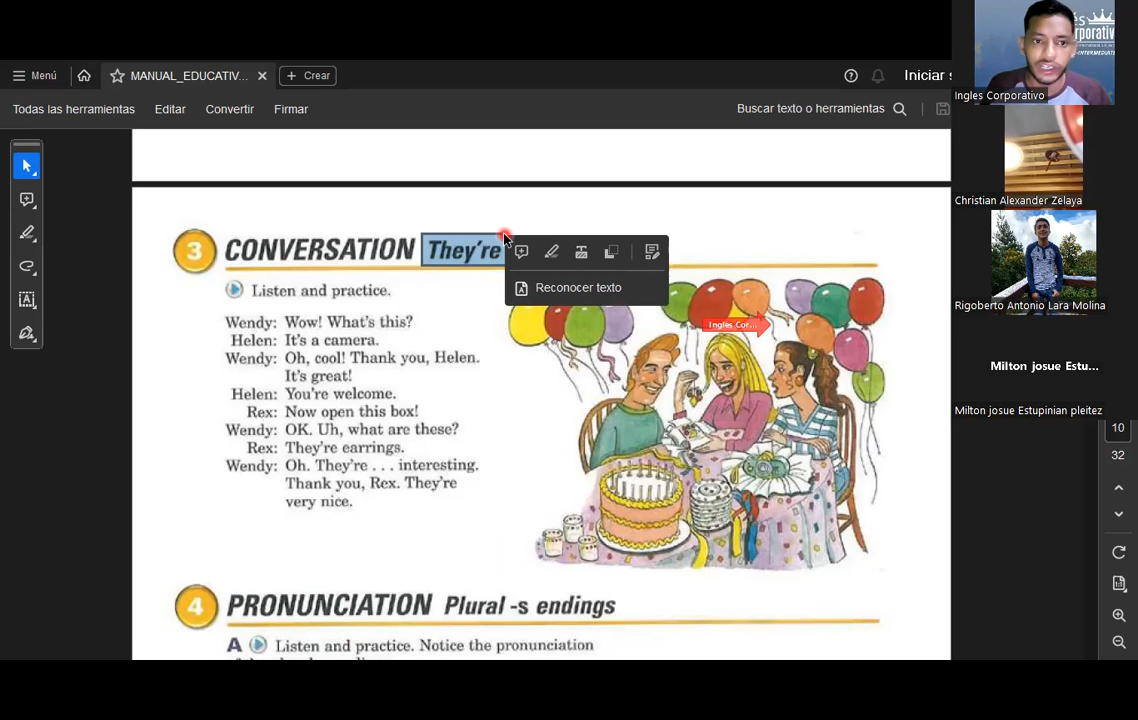 és
rporativ
-INTERMEDIATE
Ingles Corporativo
Menú
MANUAL_EDUCATIV...
Crear
Iniciar s
Todas las herramientas
Editar
Convertir
Firmar
Buscar texto o herramientas
Christian Alexander Zelaya
3 CONVERSATION They're
Reconocer texto
Listen and practice.
Ingles Cor...
Wendy: Wow! What's this?
Helen: It's a camera.
Wendy: Oh, cool! Thank you, Helen.
It's great!
Helen: You're welcome.
Rex: Now open this box!
Wendy: OK. Uh, what are these?
Rex: They're earrings.
Wendy: Oh. They're . . . interesting.
Thank you, Rex. They're
very nice.
Rigoberto Antonio Lara Molina
Milton josue Estu...
Milton josue Estupinian pleitez
10
32
4 PRONUNCIATION Plural -s endings
A Listen and practice. Notice the pronunciation